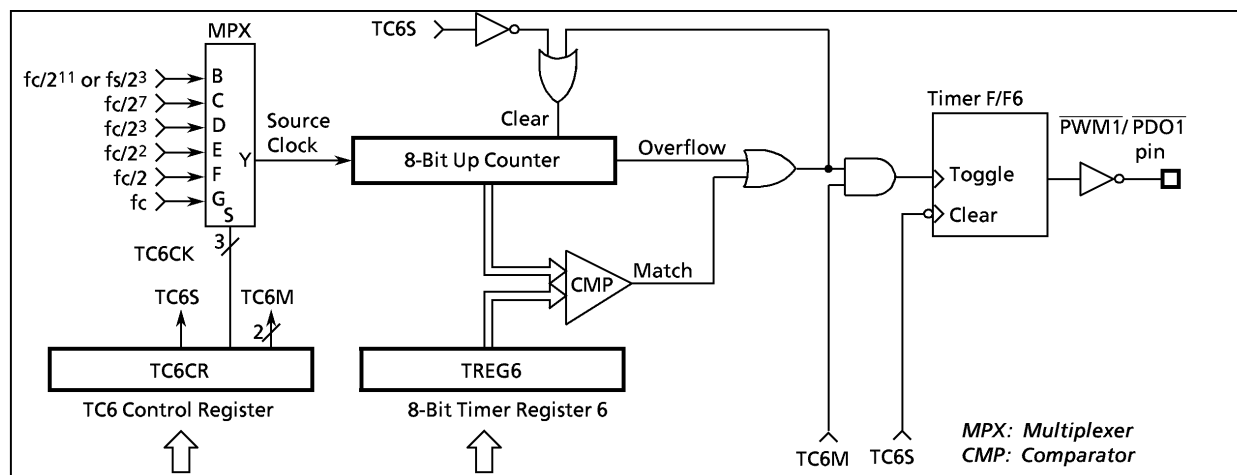 MPX
TC6S
fc/2¹¹ or fs/2³
B
fc/2⁷
C
fc/2³
D
fc/2²
E
fc/2
F
fc
G
S
Y
Source
Clock
Clear
8-Bit Up Counter
Overflow
Timer F/F6
Toggle
Clear
PWM1/ PDO1
pin
3
TC6CK
CMP
Match
TC6S
TC6M
2
TC6CR
TREG6
TC6 Control Register
8-Bit Timer Register 6
TC6M
TC6S
MPX: Multiplexer
CMP: Comparator